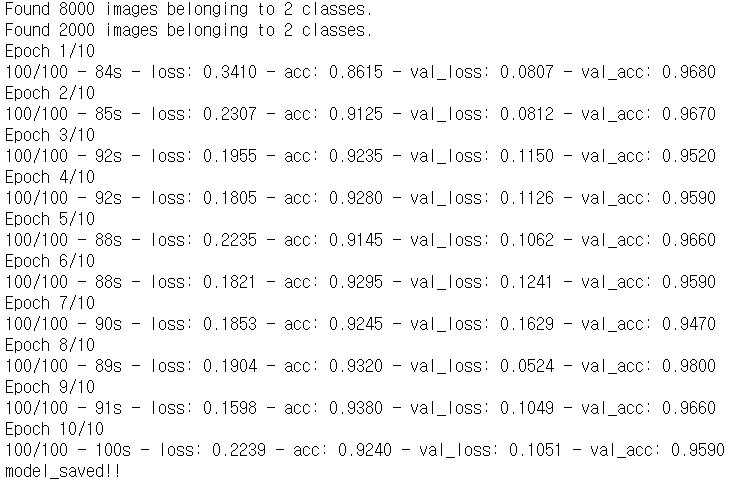 Found 8000 images belonging to 2 classes.
Found 2000 images belonging to 2 classes.
Epoch 1/10
100/100 - 84s - loss: 0.3410 - acc: 0.8615 - val_loss: 0.0807 - val_acc: 0.9680
Epoch 2/10
100/100 - 85s - loss: 0.2307 - acc: 0.9125 - val_loss: 0.0812 - val_acc: 0.9670
Epoch 3/10
100/100 - 92s - loss: 0.1955 - acc: 0.9235 - val_loss: 0.1150 - val_acc: 0.9520
Epoch 4/10
100/100 - 92s - loss: 0.1805 - acc: 0.9280 - val_loss: 0.1126 - val_acc: 0.9590
Epoch 5/10
100/100 - 88s - loss: 0.2235 - acc: 0.9145 - val_loss: 0.1062 - val_acc: 0.9660
Epoch 6/10
100/100 - 88s - loss: 0.1821 - acc: 0.9295 - val_loss: 0.1241 - val_acc: 0.9590
Epoch 7/10
100/100 - 90s - loss: 0.1853 - acc: 0.9245 - val_loss: 0.1629 - val_acc: 0.9470
Epoch 8/10
100/100 - 89s - loss: 0.1904 - acc: 0.9320 - val_loss: 0.0524 - val_acc: 0.9800
Epoch 9/10
100/100 - 91s - loss: 0.1598 - acc: 0.9380 - val_loss: 0.1049 - val_acc: 0.9660
Epoch 10/10
100/100 - 100s - loss: 0.2239 - acc: 0.9240 - val_loss: 0.1051 - val_acc: 0.9590
model_saved!!